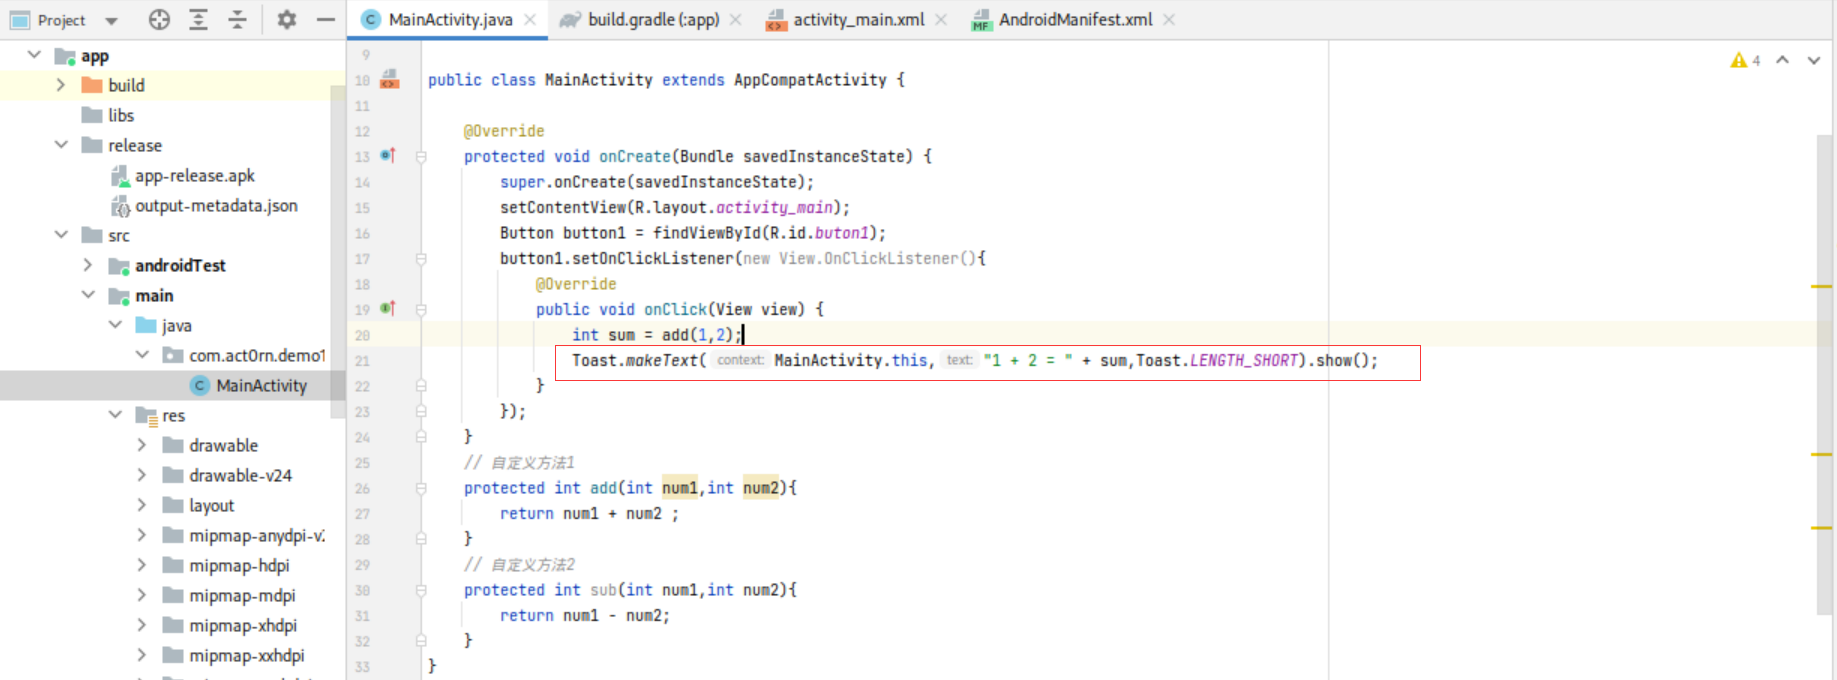 Project
MainActivity.java
build.gradle (:app)
activity_main.xml
AndroidManifest.xml
app
build
libs
release
app-release.apk
output-metadata.json
src
androidTest
main
java
com.act0rn.demo1
MainActivity
res
drawable
drawable-v24
layout
mipmap-anydpi-v2
mipmap-hdpi
mipmap-mdpi
mipmap-xhdpi
mipmap-xxhdpi
4
9
10 public class MainActivity extends AppCompatActivity {
11
12 @Override
13 protected void onCreate(Bundle savedInstanceState) {
14 super.onCreate(savedInstanceState);
15 setContentView(R.layout.activity_main);
16 Button button1 = findViewById(R.id.buton1);
17 button1.setOnClickListener(new View.OnClickListener(){
18 @Override
19 public void onClick(View view) {
20 int sum = add(1,2);
21 Toast.makeText( context: MainActivity.this, text: "1 + 2 = " + sum,Toast.LENGTH_SHORT).show();
22 }
23 });
24 }
25 // 自定义方法1
26 protected int add(int num1,int num2){
27 return num1 + num2 ;
28 }
29 // 自定义方法2
30 protected int sub(int num1,int num2){
31 return num1 - num2;
32 }
33 }